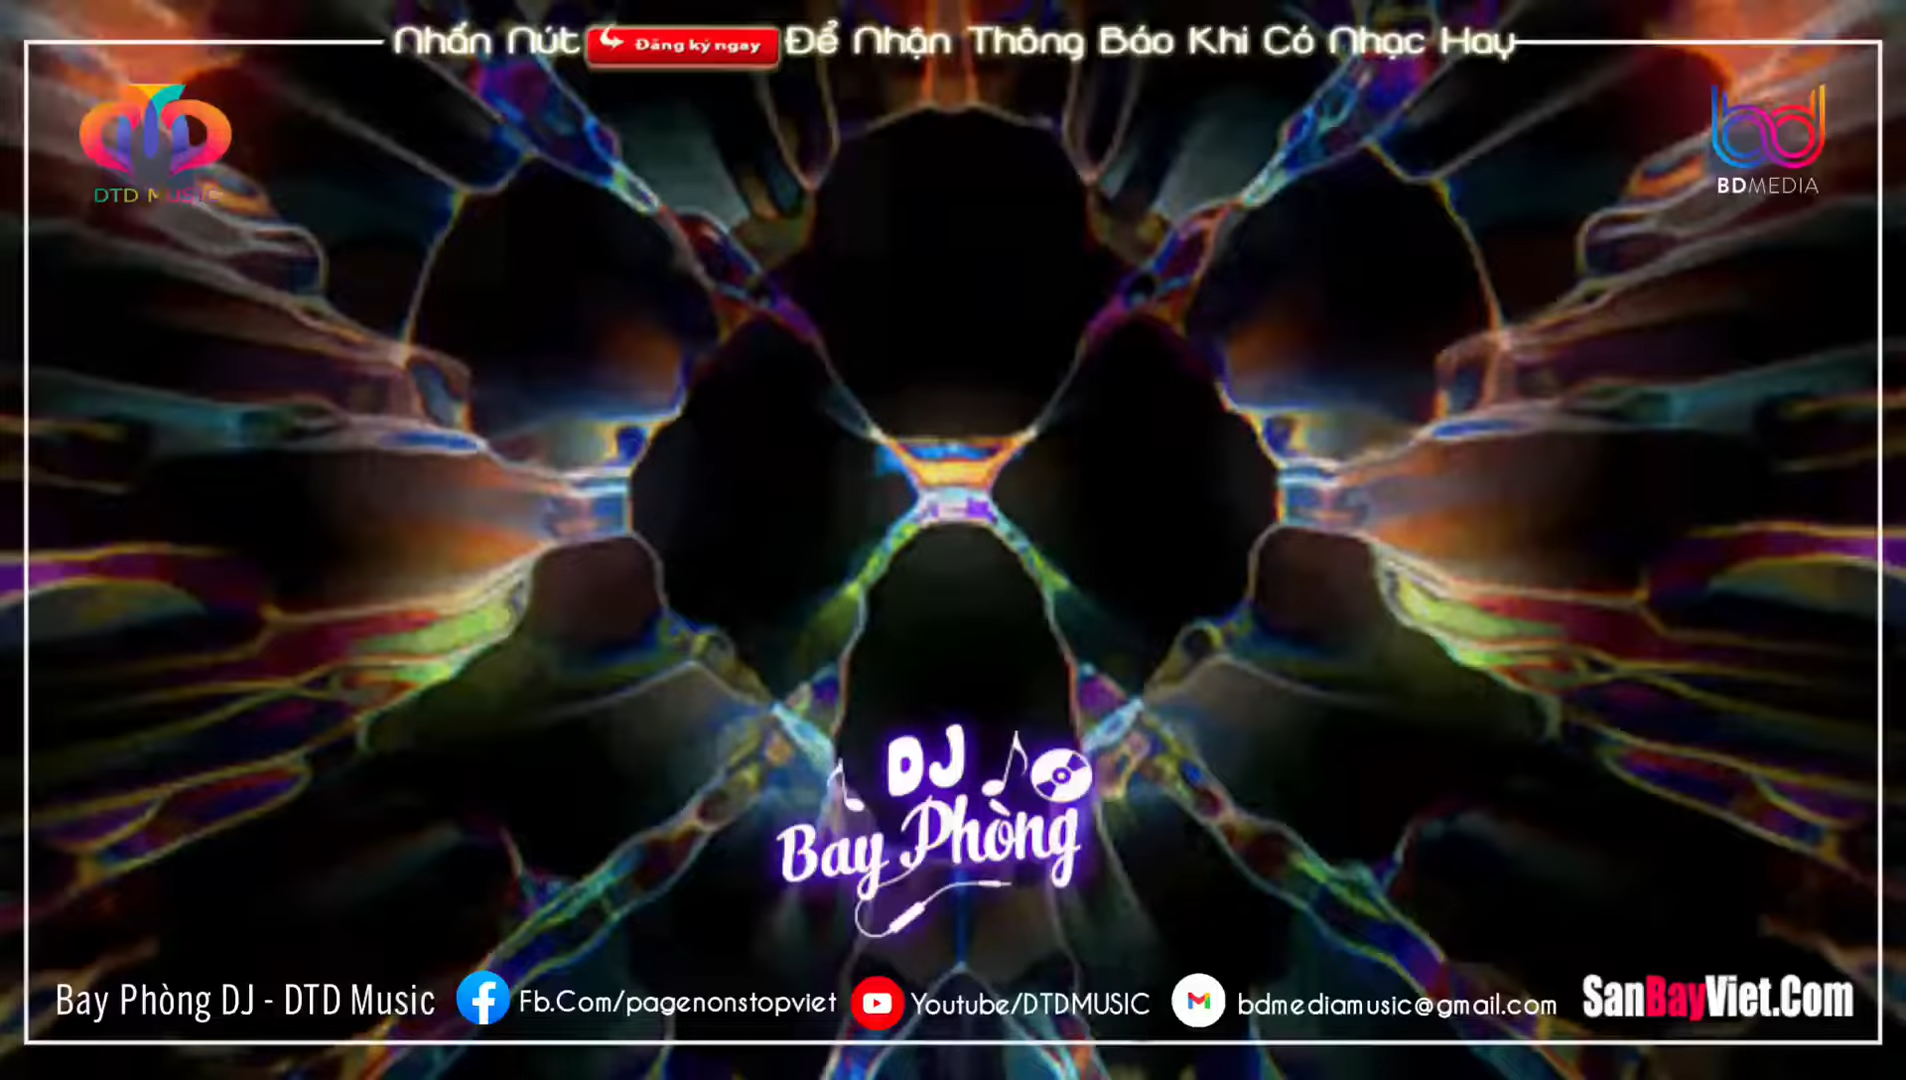 Nhấn Nút Đăng ký ngay Để Nhận Thông Báo Khi Có Nhạc Hay
DTD MUSIC
BDMEDIA
DJ
Bay Phòng
Bay Phòng DJ - DTD Music Fb.Com/pagenonstopviet Youtube/DTDMUSIC bdmediamusic@gmail.com SanBayViet.Com